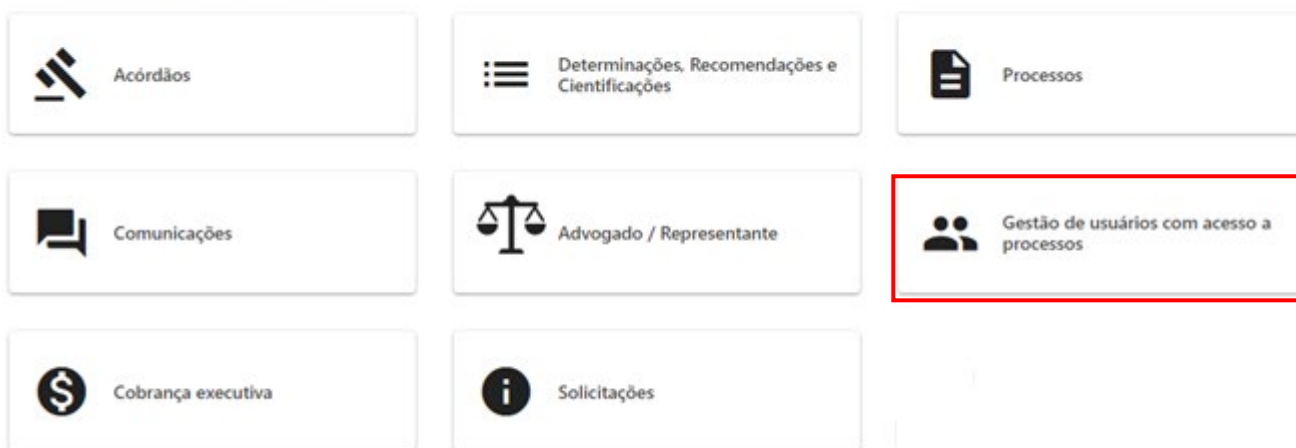 Acórdãos
Determinações, Recomendações e
Cientificações
Processos
Comunicações
Advogado / Representante
Gestão de usuários com acesso a
processos
Cobrança executiva
Solicitações